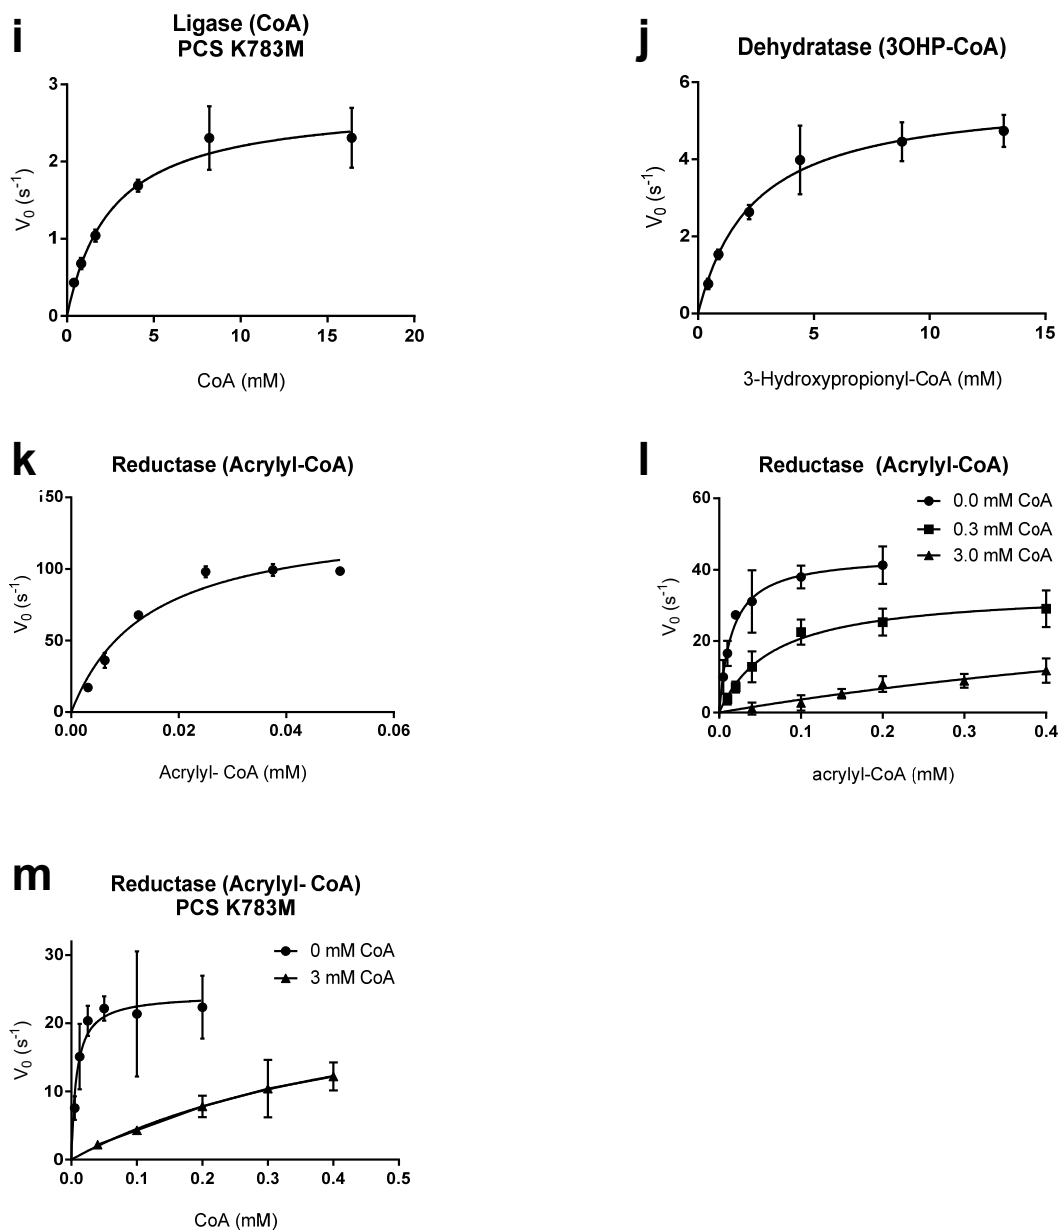 i
Ligase (CoA)
PCS K783M
3
2
1
0
V₀ (s⁻¹)
0 5 10 15 20
CoA (mM)
j
Dehydratase (3OHP-CoA)
6
4
2
0
V₀ (s⁻¹)
0 5 10 15
3-Hydroxypropionyl-CoA (mM)
k
Reductase (Acrylyl-CoA)
150
100
50
0
V₀ (s⁻¹)
0.00 0.02 0.04 0.06
Acrylyl- CoA (mM)
l
Reductase (Acrylyl-CoA)
0.0 mM CoA
0.3 mM CoA
3.0 mM CoA
60
40
20
0
V₀ (s⁻¹)
0.0 0.1 0.2 0.3 0.4
acrylyl-CoA (mM)
m
Reductase (Acrylyl- CoA)
PCS K783M
0 mM CoA
3 mM CoA
30
20
10
0
V₀ (s⁻¹)
0.0 0.1 0.2 0.3 0.4 0.5
CoA (mM)